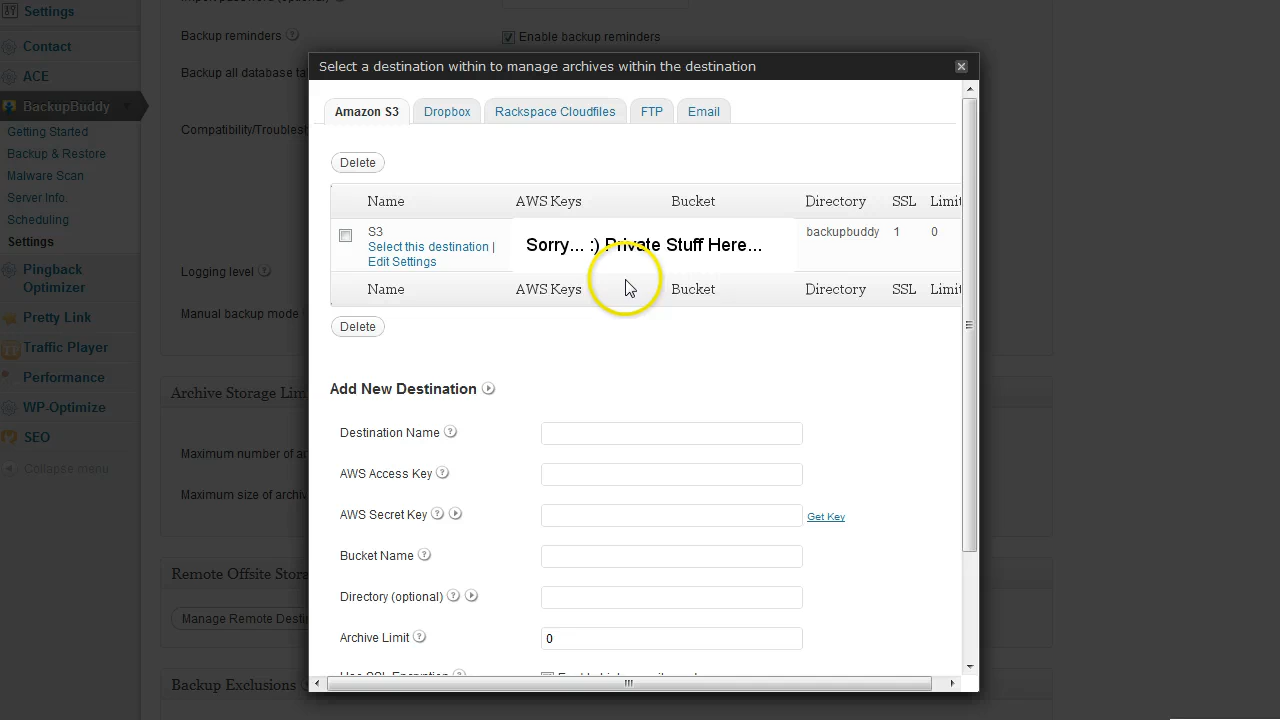 Settings
Contact
ACE
BackupBuddy
Getting Started
Backup & Restore
Malware Scan
Server Info.
Scheduling
Settings
Pingback
Optimizer
Pretty Link
Traffic Player
Performance
WP-Optimize
SEO
Collapse menu
Backup reminders
Enable backup reminders
Backup all database ta
Compatibility/Troubles
Logging level
Manual backup mode
Archive Storage Lim
Maximum number of a
Maximum size of archiv
Remote Offsite Stora
Manage Remote Desti
Backup Exclusions
Select a destination within to manage archives within the destination
Amazon S3 Dropbox Rackspace Cloudfiles FTP Email
Delete
Name AWS Keys Bucket Directory SSL Limit
S3 Sorry... :) Private Stuff Here... backupbuddy 1 0
Select this destination |
Edit Settings
Name AWS Keys Bucket Directory SSL Limit
Delete
Add New Destination
Destination Name
AWS Access Key
AWS Secret Key Get Key
Bucket Name
Directory (optional)
Archive Limit 0